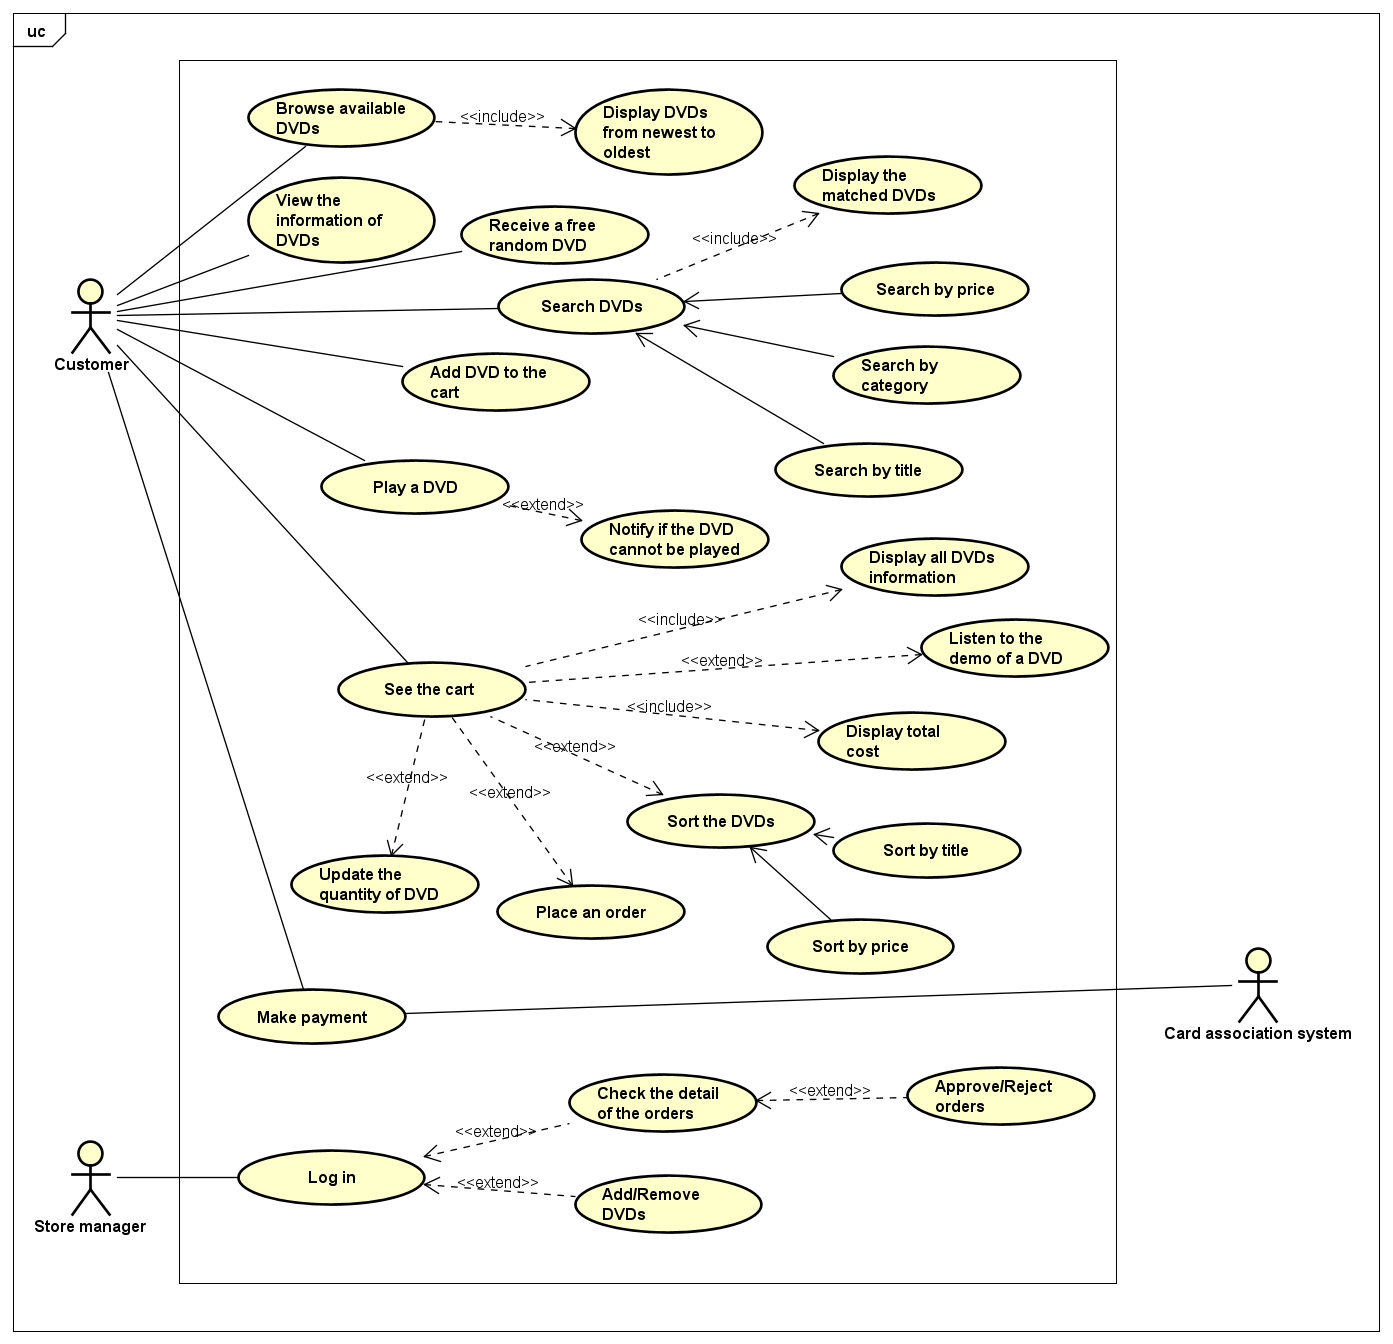 uc
Browse available
DVDs
<<include>>
Display DVDs
from newest to
oldest
Display the
matched DVDs
View the
information of
DVDs
Receive a free
random DVD
<<include>>
Search DVDs
Search by price
Customer
Add DVD to the
cart
Search by
category
Search by title
Play a DVD
<<extend>>
Notify if the DVD
cannot be played
Display all DVDs
information
<<include>>
Listen to the
demo of a DVD
<<extend>>
See the cart
<<include>>
Display total
cost
<<extend>>
<<extend>>
<<extend>>
Sort the DVDs
Sort by title
Update the
quantity of DVD
Place an order
Sort by price
Make payment
Card association system
Check the detail
of the orders
<<extend>>
Approve/Reject
orders
<<extend>>
Log in
<<extend>>
Add/Remove
DVDs
Store manager